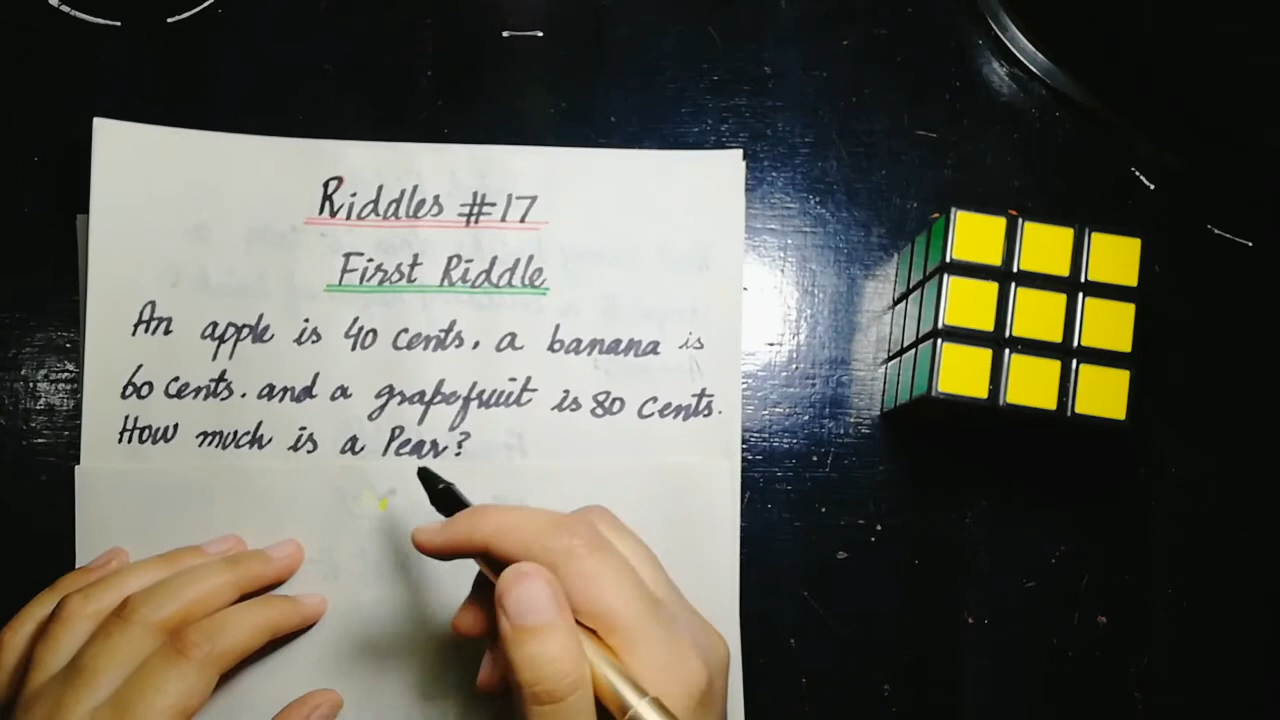 Riddles #17
First Riddle
An apple is 40 cents, a banana is
60 cents. and a grapefruit is 80 cents.
How much is a Pear?